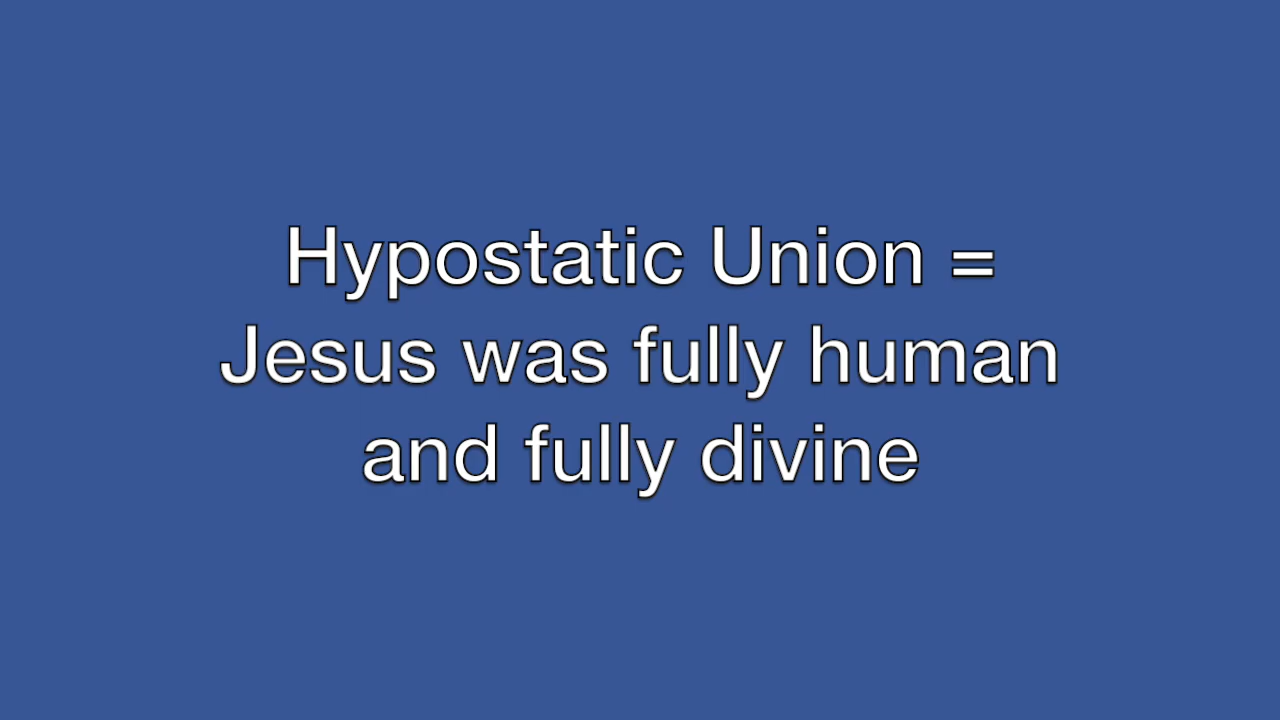 Hypostatic Union =
Jesus was fully human
and fully divine